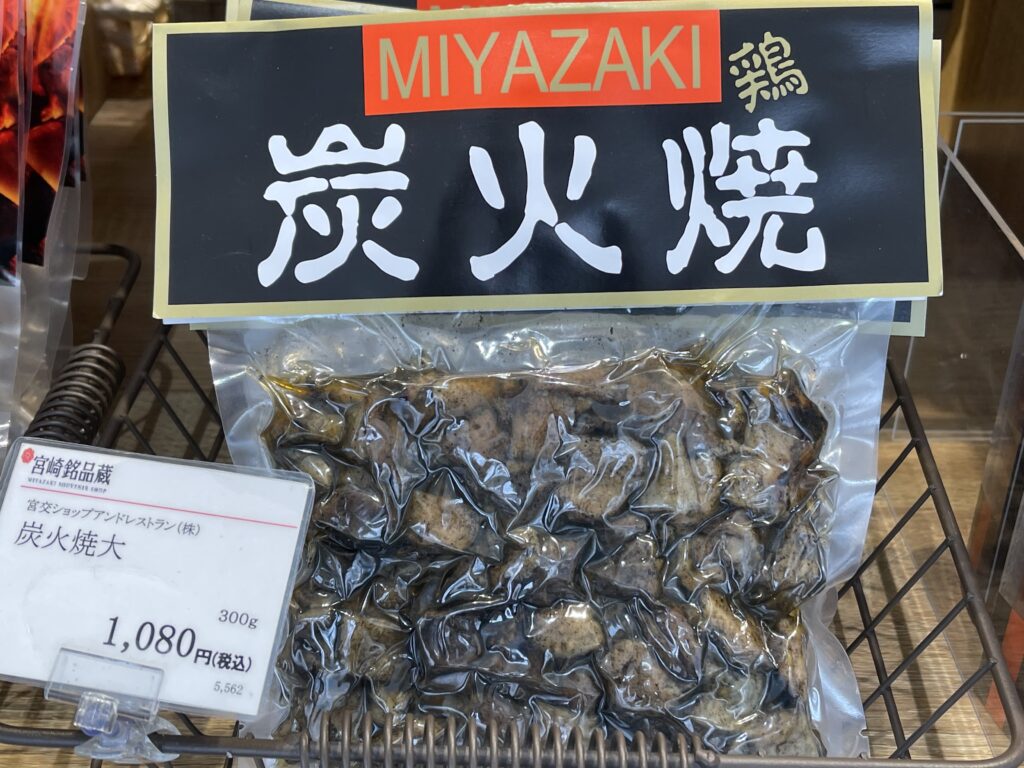 MIYAZAKI
鶏
炭火焼
宮崎銘品蔵
MIYAZAKI SOUVENIR SHOP
宮交ショップアンドレストラン(株)
炭火焼大
300g
1,080円(税込)
5,562